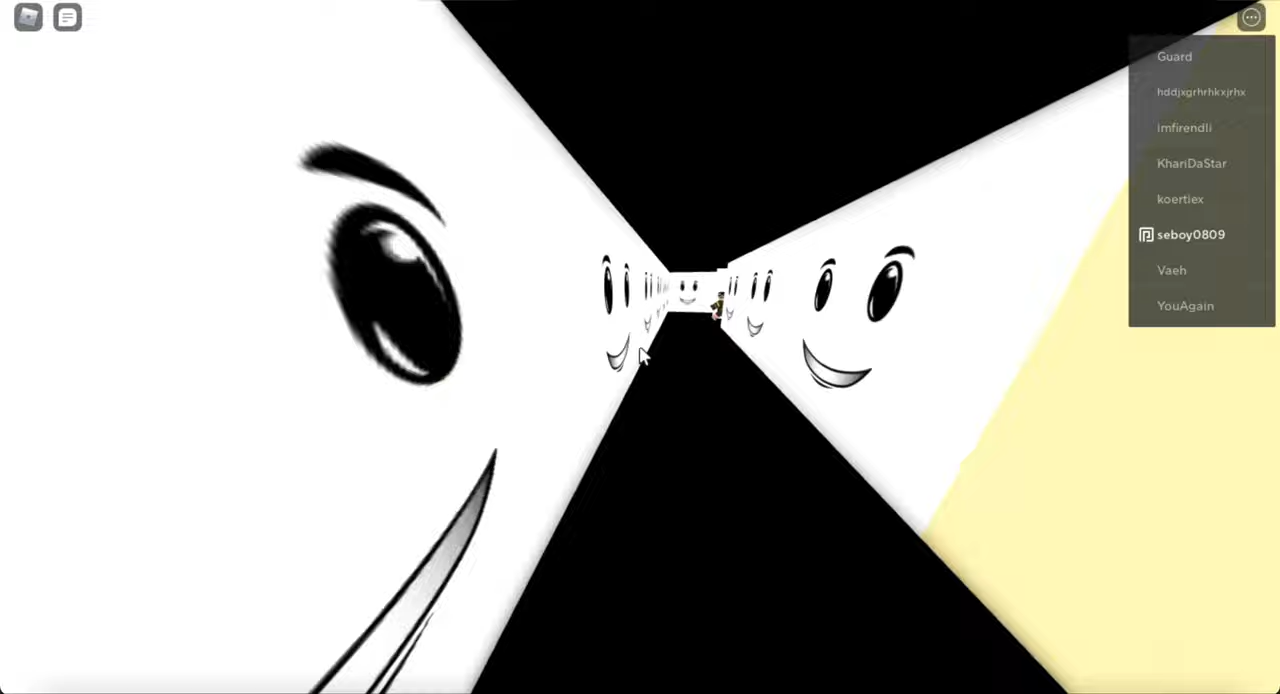 Guard
hddjxgrhrhkxjrhx
imfirendli
KhariDaStar
koertiex
seboy0809
Vaeh
YouAgain